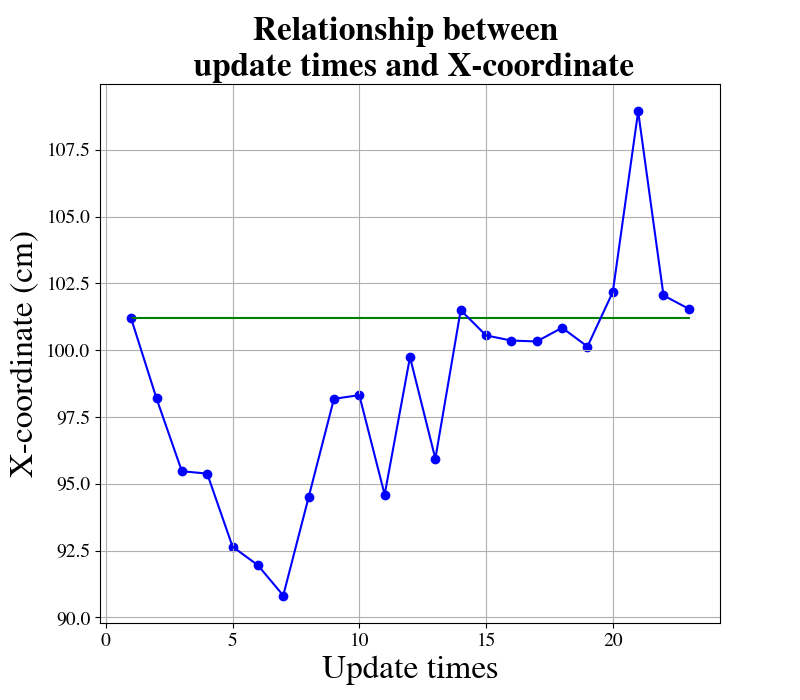 Relationship between
update times and X-coordinate
X-coordinate (cm)
107.5
105.0
102.5
100.0
97.5
95.0
92.5
90.0
0 5 10 15 20
Update times